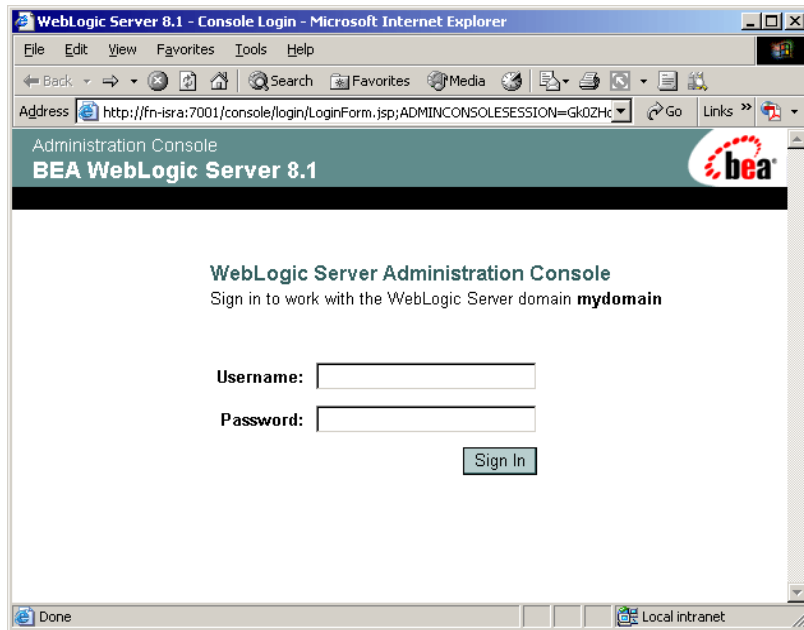 WebLogic Server 8.1 - Console Login - Microsoft Internet Explorer
File Edit View Favorites Tools Help
Back Search Favorites Media
Address http://fn-isra:7001/console/login/LoginForm.jsp;ADMINCONSOLESESSION=Gk0ZHc Go Links »
Administration Console
BEA WebLogic Server 8.1
bea
WebLogic Server Administration Console
Sign in to work with the WebLogic Server domain mydomain
Username:
Password:
Sign In
Done Local intranet